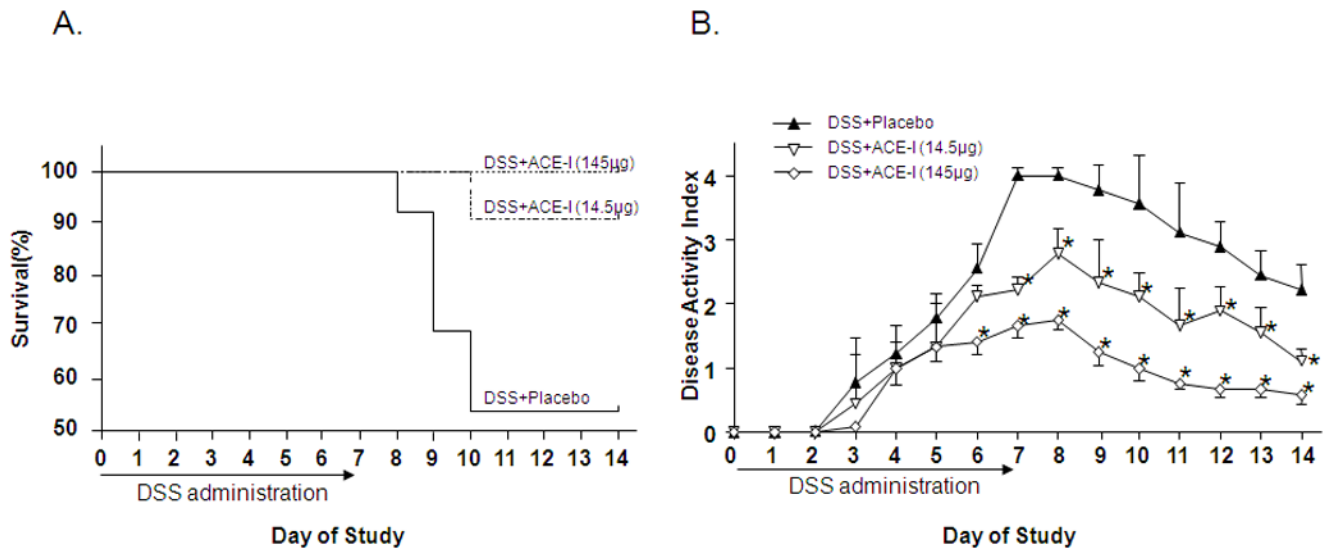 A.
Survival(%)
100
90
80
70
60
50
DSS+ACE-I (145µg)
DSS+ACE-I (14.5µg)
DSS+Placebo
0 1 2 3 4 5 6 7 8 9 10 11 12 13 14
DSS administration
Day of Study
B.
DSS+Placebo
DSS+ACE-I (14.5µg)
DSS+ACE-I (145µg)
Disease Activity Index
4
3
2
1
0
* * * * * * * *
* * * * * * * * *
0 1 2 3 4 5 6 7 8 9 10 11 12 13 14
DSS administration
Day of Study